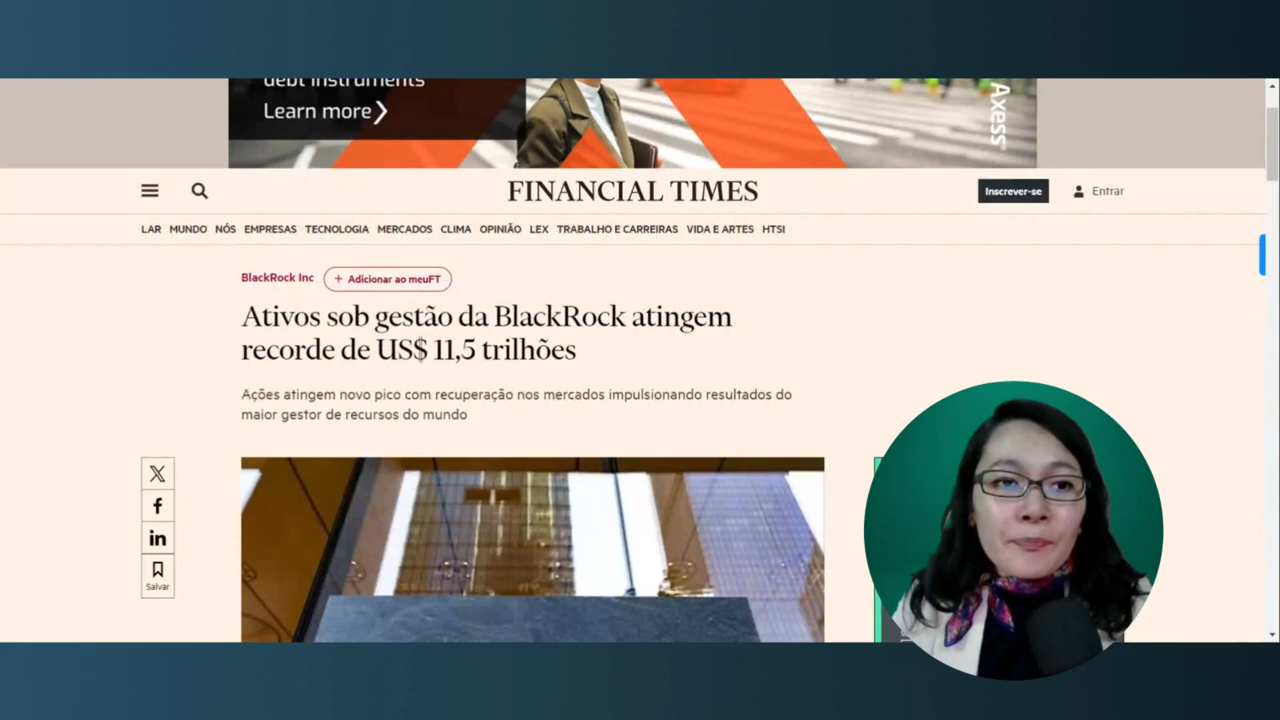 debt instruments
Learn more❯
Axess
FINANCIAL TIMES
Inscrever-se
Entrar
LAR MUNDO NÓS EMPRESAS TECNOLOGIA MERCADOS CLIMA OPINIÃO LEX TRABALHO E CARREIRAS VIDA E ARTES HTSI
BlackRock Inc
+ Adicionar ao meuFT
Ativos sob gestão da BlackRock atingem
recorde de US$ 11,5 trilhões
Ações atingem novo pico com recuperação nos mercados impulsionando resultados do
maior gestor de recursos do mundo
Salvar